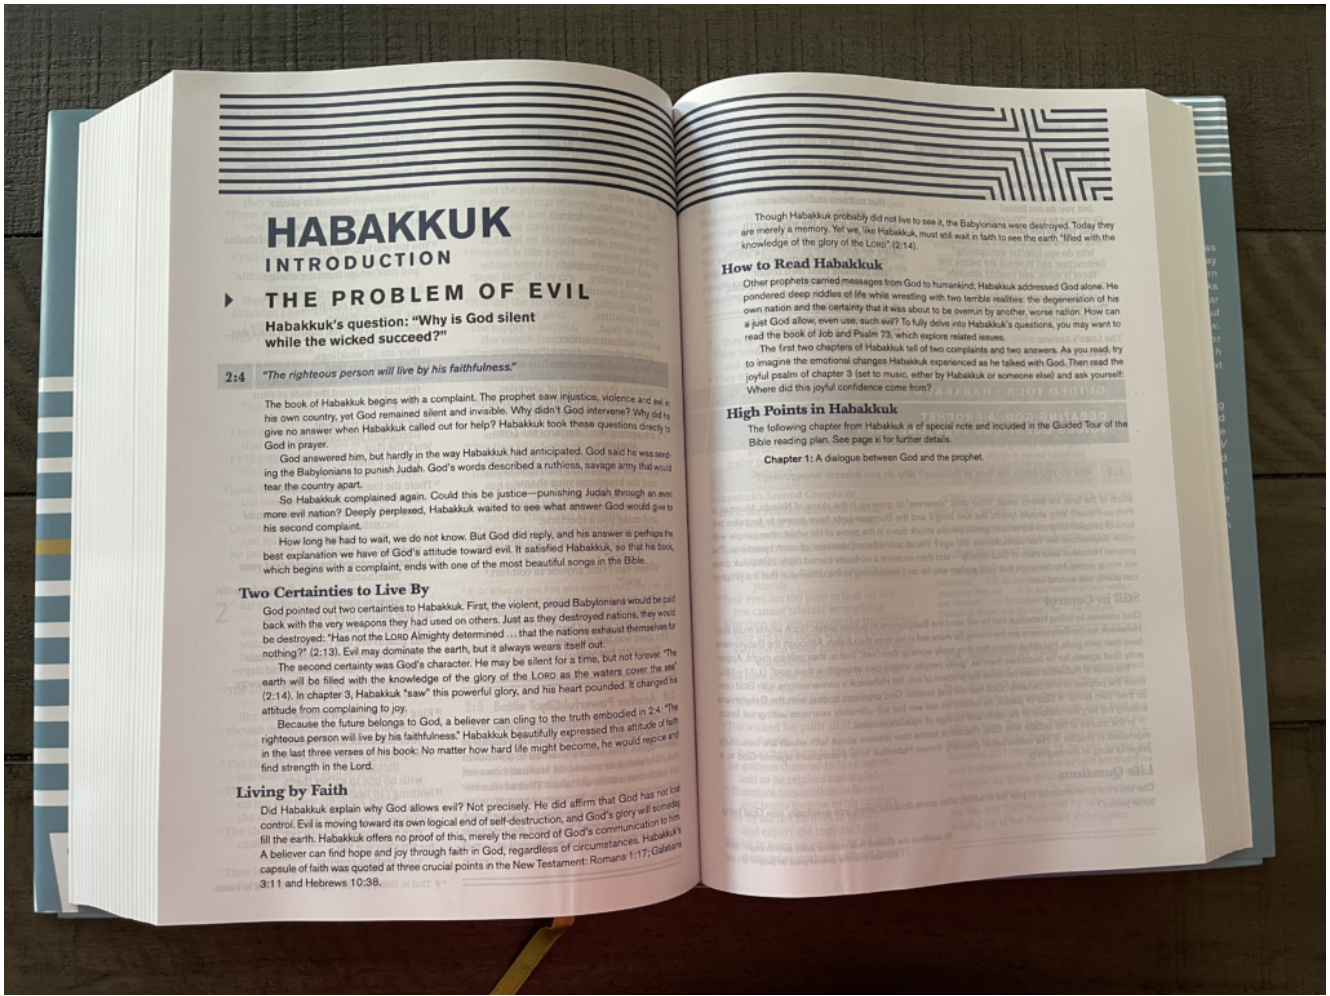 HABAKKUK
INTRODUCTION
THE PROBLEM OF EVIL
Habakkuk's question: “Why is God silent
while the wicked succeed?”
2:4 “The righteous person will live by his faithfulness.”
The book of Habakkuk begins with a complaint. The prophet saw injustice, violence and evil in
his own country, yet God remained silent and invisible. Why didn't God intervene? Why did he
give no answer when Habakkuk called out for help? Habakkuk took these questions directly to
God in prayer.
God answered him, but hardly in the way Habakkuk had anticipated. God said he was send-
ing the Babylonians to punish Judah. God's words described a ruthless, savage army that would
tear the country apart.
So Habakkuk complained again. Could this be justice—punishing Judah through an even
more evil nation? Deeply perplexed, Habakkuk waited to see what answer God would give to
his second complaint.
How long he had to wait, we do not know. But God did reply, and his answer is perhaps the
best explanation we have of God's attitude toward evil. It satisfied Habakkuk, so that his book,
which begins with a complaint, ends with one of the most beautiful songs in the Bible.
Two Certainties to Live By
God pointed out two certainties to Habakkuk. First, the violent, proud Babylonians would be paid
back with the very weapons they had used on others. Just as they destroyed nations, they would
be destroyed: “Has not the LORD Almighty determined … that the nations exhaust themselves for
nothing?” (2:13). Evil may dominate the earth, but it always wears itself out.
The second certainty was God's character. He may be silent for a time, but not forever. “The
earth will be filled with the knowledge of the glory of the LORD as the waters cover the sea”
(2:14). In chapter 3, Habakkuk “saw” this powerful glory, and his heart pounded. It changed his
attitude from complaining to joy.
Because the future belongs to God, a believer can cling to the truth embodied in 2:4: “The
righteous person will live by his faithfulness.” Habakkuk beautifully expressed this attitude of faith
in the last three verses of his book: No matter how hard life might become, he would rejoice and
find strength in the Lord.
Living by Faith
Did Habakkuk explain why God allows evil? Not precisely. He did affirm that God has not lost
control. Evil is moving toward its own logical end of self-destruction, and God's glory will someday
fill the earth. Habakkuk offers no proof of this, merely the record of God's communication to him.
A believer can find hope and joy through faith in God, regardless of circumstances. Habakkuk's
capsule of faith was quoted at three crucial points in the New Testament: Romans 1:17; Galatians
3:11 and Hebrews 10:38.
Though Habakkuk probably did not live to see it, the Babylonians were destroyed. Today they
are merely a memory. Yet we, like Habakkuk, must still wait in faith to see the earth “filled with the
knowledge of the glory of the LORD” (2:14).
How to Read Habakkuk
Other prophets carried messages from God to humankind; Habakkuk addressed God alone. He
pondered deep riddles of life while wrestling with two terrible realities: the degeneration of his
own nation and the certainty that it was about to be overrun by another, worse nation. How can
a just God allow, even use, such evil? To fully delve into Habakkuk's questions, you may want to
read the book of Job and Psalm 73, which explore related issues.
The first two chapters of Habakkuk tell of two complaints and two answers. As you read, try
to imagine the emotional changes Habakkuk experienced as he talked with God. Then read the
joyful psalm of chapter 3 (set to music, either by Habakkuk or someone else) and ask yourself:
Where did this joyful confidence come from?
High Points in Habakkuk
The following chapter from Habakkuk is of special note and included in the Guided Tour of the
Bible reading plan. See page xi for further details.
Chapter 1: A dialogue between God and the prophet.